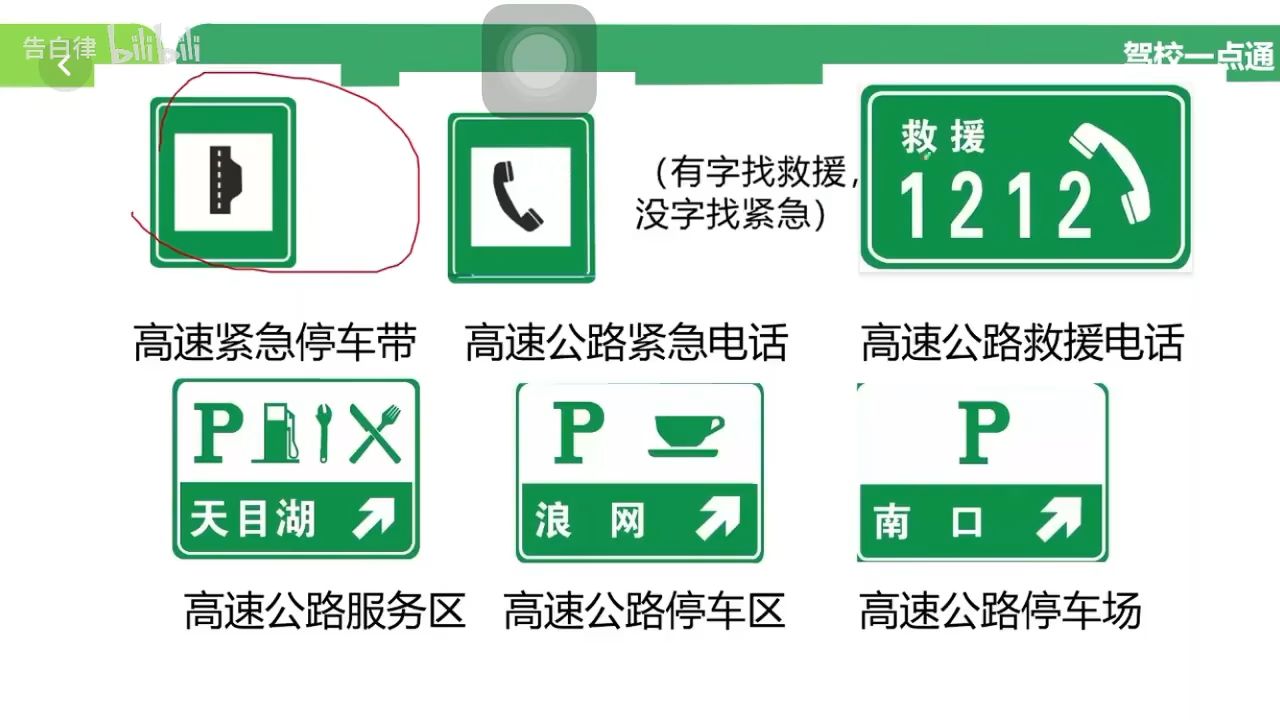 告白律 bilibili
驾校一点通
救援
1212
（有字找救援，
没字找紧急）
高速紧急停车带
高速公路紧急电话
高速公路救援电话
P
天目湖
P
浪网
P
南口
高速公路服务区
高速公路停车区
高速公路停车场